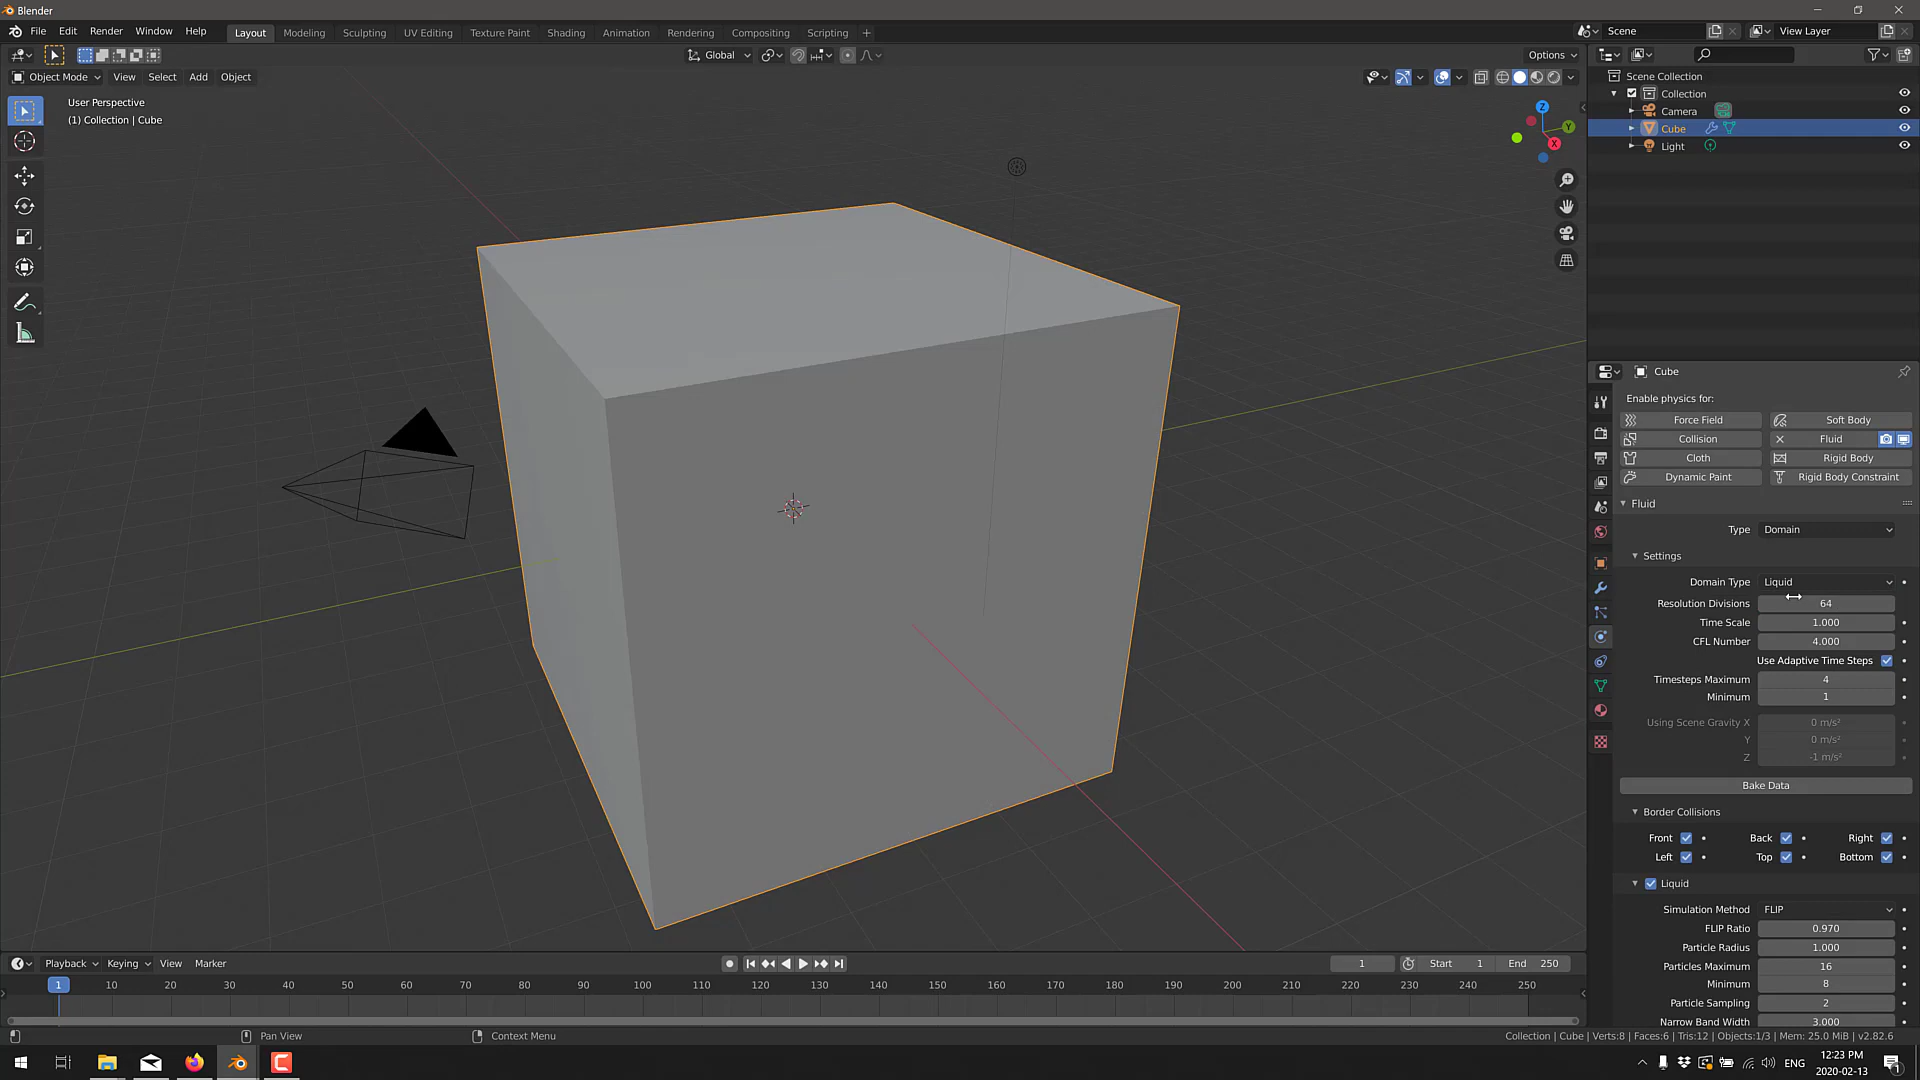 Blender
File Edit Render Window Help
Layout Modeling Sculpting UV Editing Texture Paint Shading Animation Rendering Compositing Scripting +
Scene
View Layer
Global
Options
Object Mode View Select Add Object
User Perspective
(1) Collection | Cube
Z
Y
X
Scene Collection
Collection
Camera
Cube
Light
Cube
Enable physics for:
Force Field Soft Body
Collision Fluid
Cloth Rigid Body
Dynamic Paint Rigid Body Constraint
Fluid
Type Domain
Settings
Domain Type Liquid
Resolution Divisions 64
Time Scale 1.000
CFL Number 4.000
Use Adaptive Time Steps
Timesteps Maximum 4
Minimum 1
Using Scene Gravity X 0 m/s²
Y 0 m/s²
Z -1 m/s²
Bake Data
Border Collisions
Front Back Right
Left Top Bottom
Liquid
Simulation Method FLIP
FLIP Ratio 0.970
Particle Radius 1.000
Particles Maximum 16
Minimum 8
Particle Sampling 2
Narrow Band Width 3.000
Playback Keying View Marker
1 Start 1 End 250
1 10 20 30 40 50 60 70 80 90 100 110 120 130 140 150 160 170 180 190 200 210 220 230 240 250
Pan View Context Menu
Collection | Cube | Verts:8 | Faces:6 | Tris:12 | Objects:1/3 | Mem: 25.0 MiB | v2.82.6
ENG
12:23 PM
2020-02-13
1